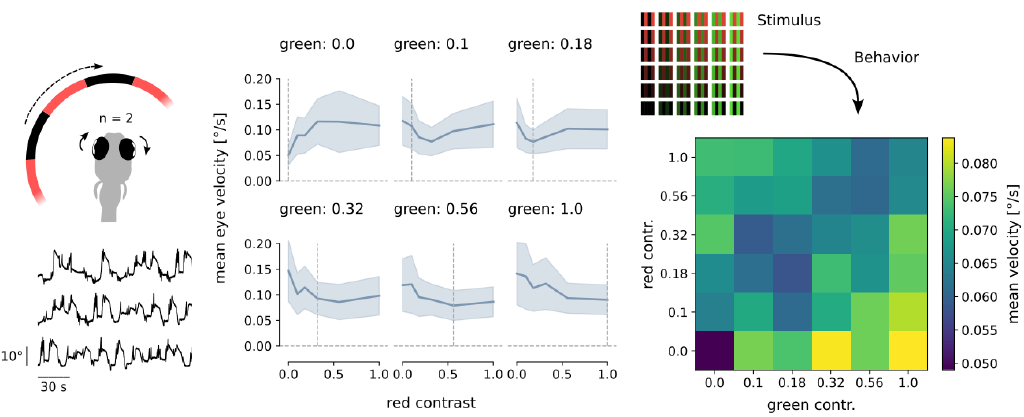 n = 2
10°
30 s
green: 0.0
green: 0.1
green: 0.18
0.20
0.15
0.10
0.05
0.00
green: 0.32
green: 0.56
green: 1.0
0.20
0.15
0.10
0.05
0.00
mean eye velocity [°/s]
0.0 0.5 1.0
0.0 0.5 1.0
0.0 0.5 1.0
red contrast
Stimulus
Behavior
red contr.
1.0
0.56
0.32
0.18
0.1
0.0
0.0 0.1 0.18 0.32 0.56 1.0
green contr.
0.080
0.075
0.070
0.065
0.060
0.055
0.050
mean velocity [°/s]